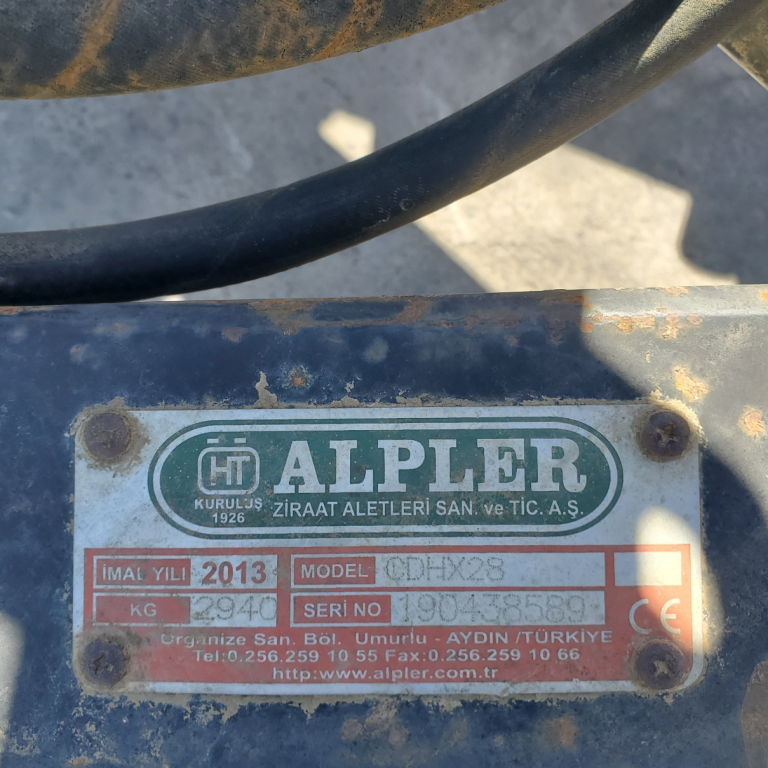 HT
KURULUŞ
1926
ALPLER
ZİRAAT ALETLERİ SAN. ve TİC. A.Ş.
İMAL YILI 2013 MODEL CDHX28
KG 2940 SERİ NO 190438589
CE
Organize San. Böl. Umurlu - AYDIN /TÜRKİYE
Tel:0.256.259 10 55 Fax:0.256.259 10 66
http:www.alpler.com.tr